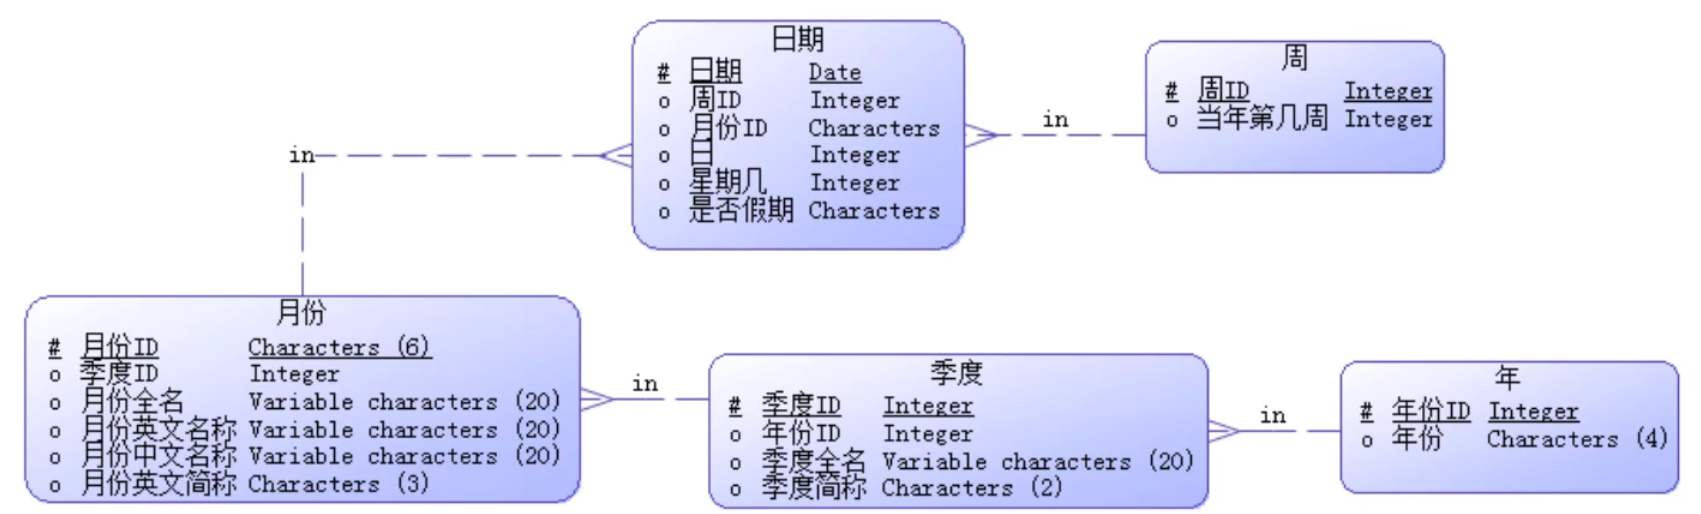 日期
# 日期 Date
o 周ID Integer
o 月份ID Characters
o 日 Integer
o 星期几 Integer
o 是否假期 Characters
in
周
# 周ID Integer
o 当年第几周 Integer
in
月份
# 月份ID Characters (6)
o 季度ID Integer
o 月份全名 Variable characters (20)
o 月份英文名称 Variable characters (20)
o 月份中文名称 Variable characters (20)
o 月份英文简称 Characters (3)
in
季度
# 季度ID Integer
o 年份ID Integer
o 季度全名 Variable characters (20)
o 季度简称 Characters (2)
in
年
# 年份ID Integer
o 年份 Characters (4)